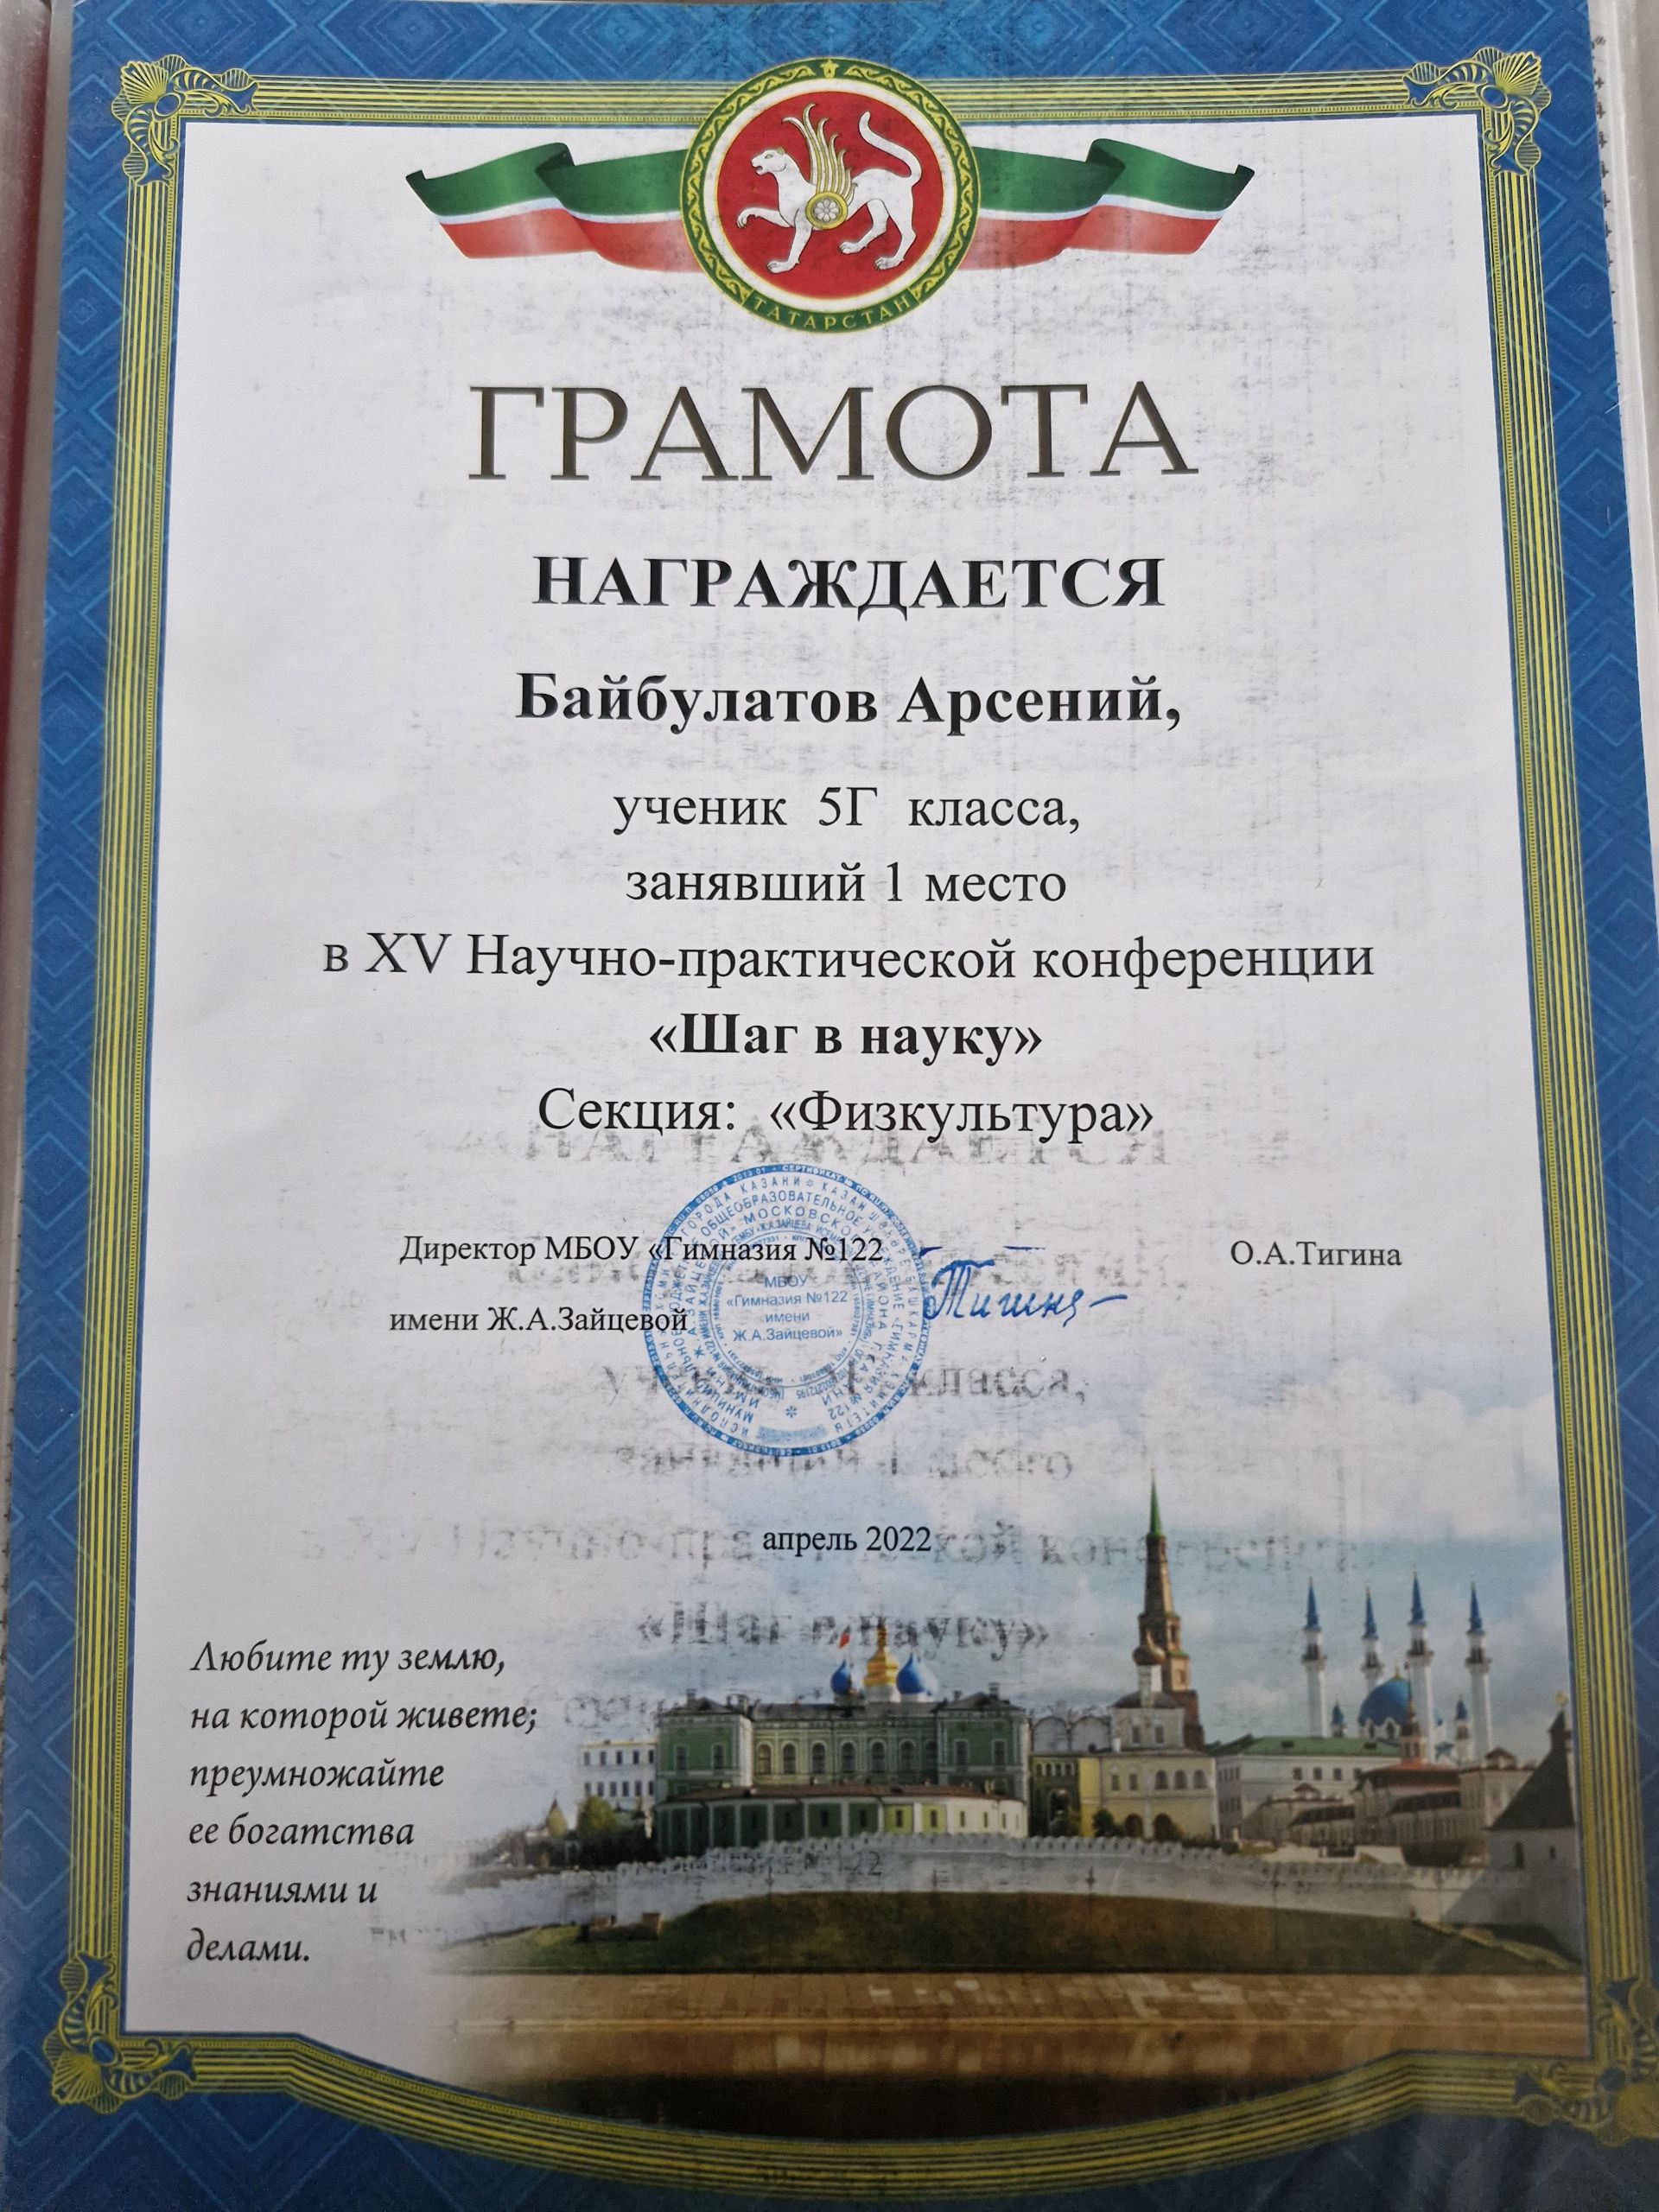 ТАТАРСТАН
ГРАМОТА
НАГРАЖДАЕТСЯ
Байбулатов Арсений,
ученик 5Г класса,
занявший 1 место
в XV Научно-практической конференции
«Шаг в науку»
Секция: «Физкультура»
Директор МБОУ «Гимназия №122
О.А.Тигина
имени Ж.А.Зайцевой
МБОУ
«Гимназия №122
имени
Ж.А.Зайцевой»
апрель 2022
Любите ту землю,
на которой живете;
преумножайте
ее богатства
знаниями и
делами.